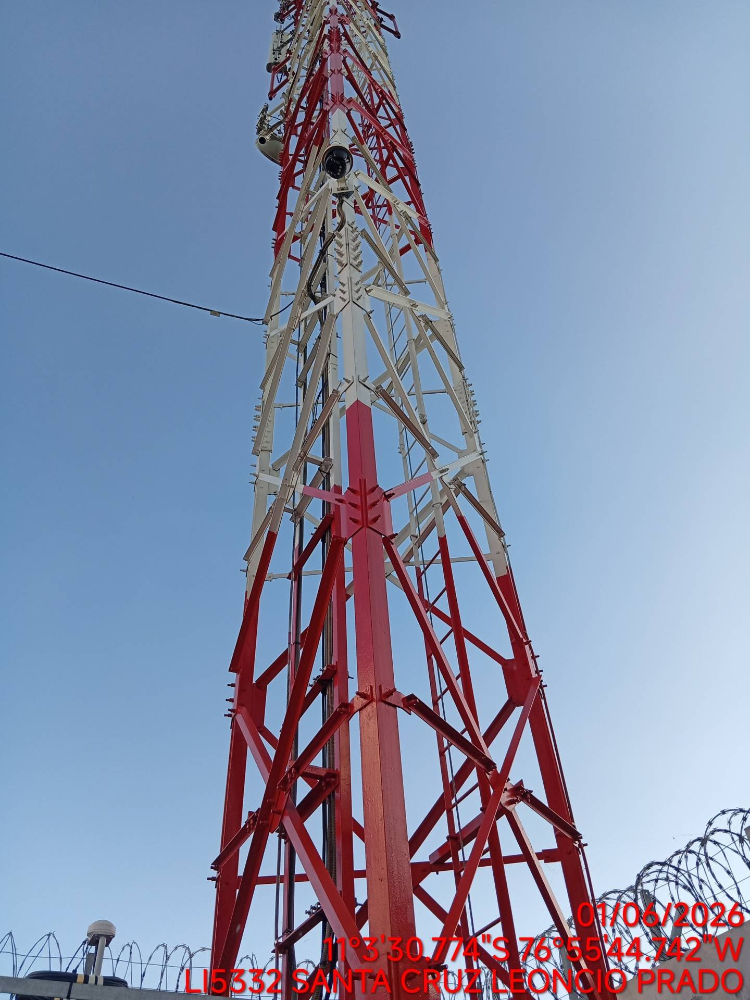 01/06/2026
11°3'30.774"S 76°55'44.742"W
LI5332 SANTA CRUZ LEONCIO PRADO